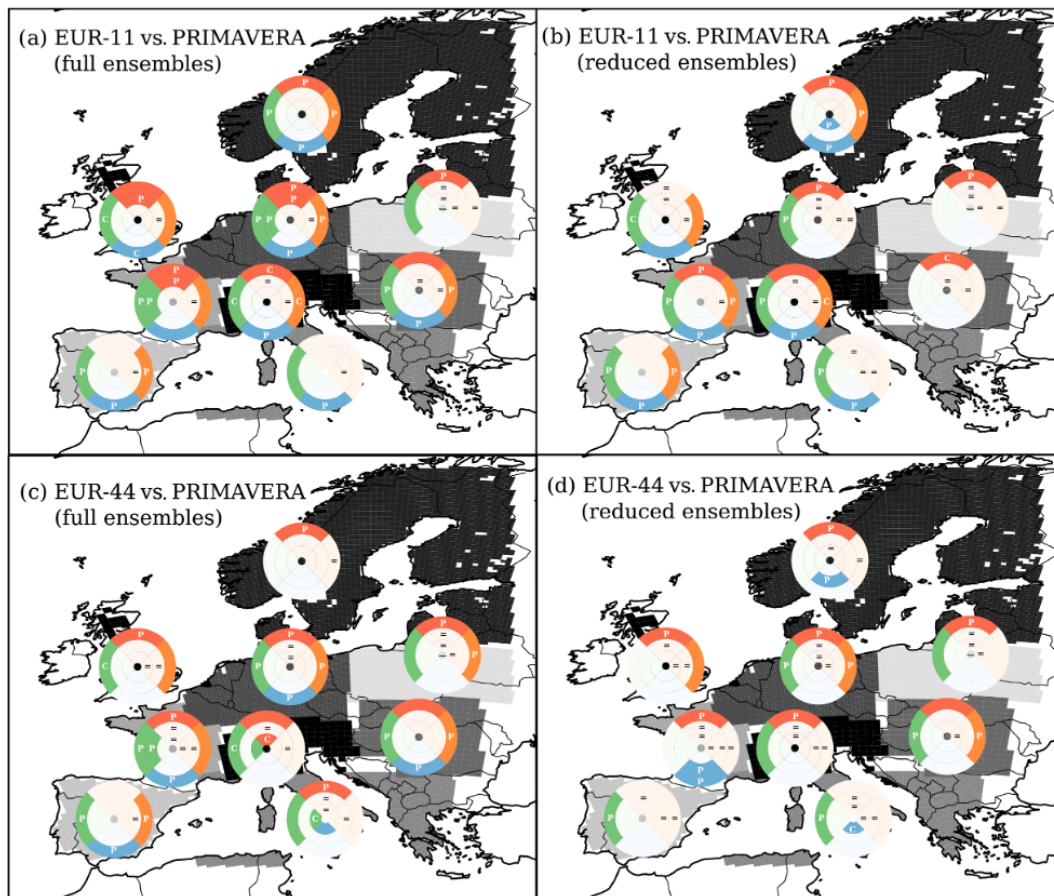 (a) EUR-11 vs. PRIMAVERA
(full ensembles)
P
P P
P
P
C =
C
P
P
P P = P
P
P
=
=
P
P
P P =
C
=
C = C
P
=
P = P
P
P = P
P
=
P
(b) EUR-11 vs. PRIMAVERA
(reduced ensembles)
P
P
P
=
=
C =
P
=
=
P = =
=
=
=
P
P = P
P
P
P = C
P
C
=
=
P = P
P
=
P = =
P
(c) EUR-44 vs. PRIMAVERA
(full ensembles)
P
=
P
C = =
P
=
=
P P
P
P
=
=
= =
P
=
=
P P = =
P
=
=
C
C =
P P
P = P
P
P
=
=
C =
(d) EUR-44 vs. PRIMAVERA
(reduced ensembles)
P
=
=
P
P
=
= = =
P
=
=
P =
P
=
=
= =
P
=
= = = =
P
P
P
=
P = =
P
=
P = P
=
P = =
=
=
P = =
C